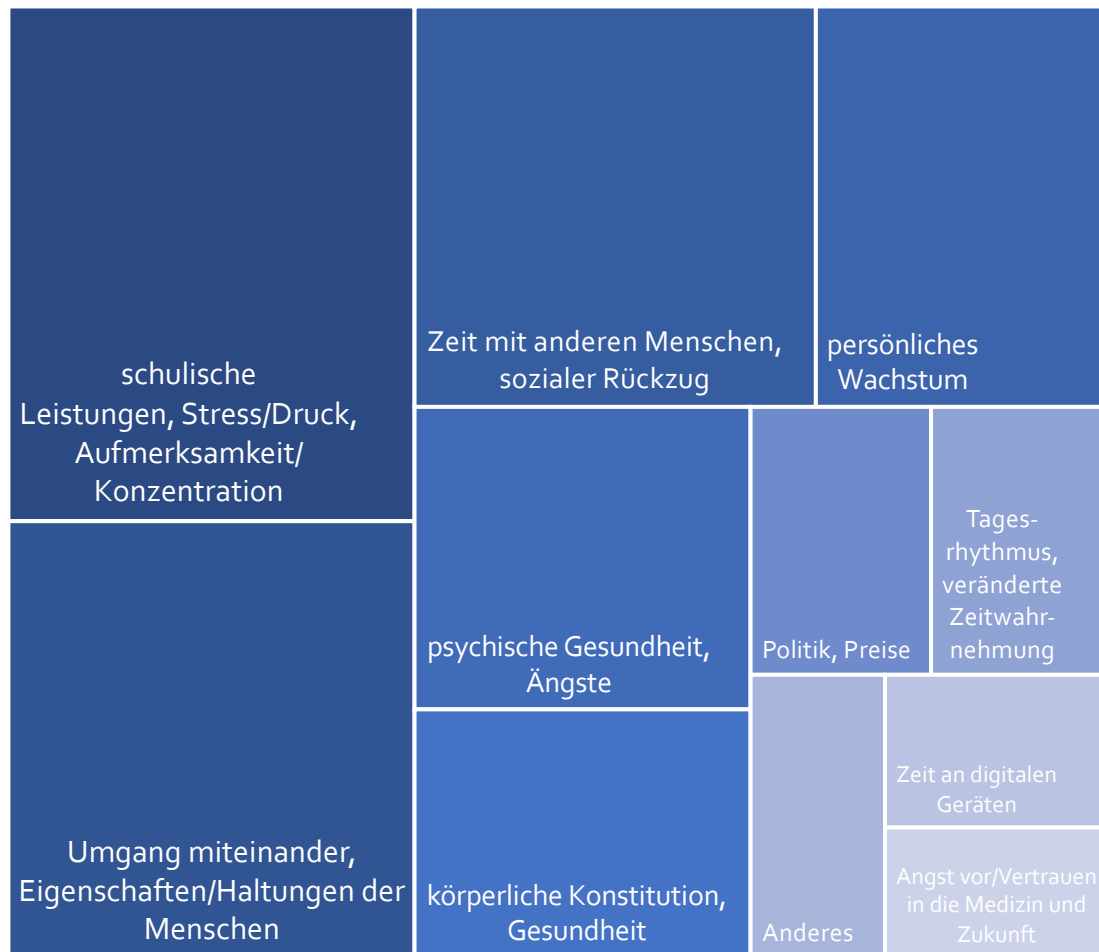 schulische
Leistungen, Stress/Druck,
Aufmerksamkeit/
Konzentration
Umgang miteinander,
Eigenschaften/Haltungen der
Menschen
Zeit mit anderen Menschen,
sozialer Rückzug
persönliches
Wachstum
psychische Gesundheit,
Ängste
körperliche Konstitution,
Gesundheit
Politik, Preise
Tages-
rhythmus,
veränderte
Zeitwahr-
nehmung
Anderes
Zeit an digitalen
Geräten
Angst vor/Vertrauen
in die Medizin und
Zukunft